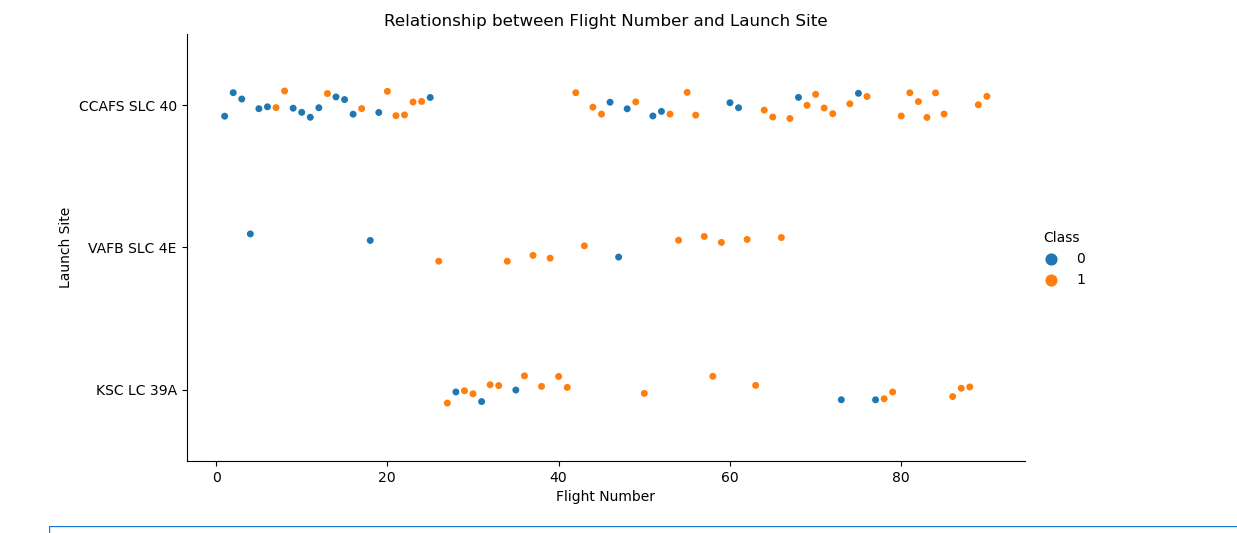 Relationship between Flight Number and Launch Site
CCAFS SLC 40
VAFB SLC 4E
KSC LC 39A
Launch Site
0
20
40
60
80
Flight Number
Class
0
1